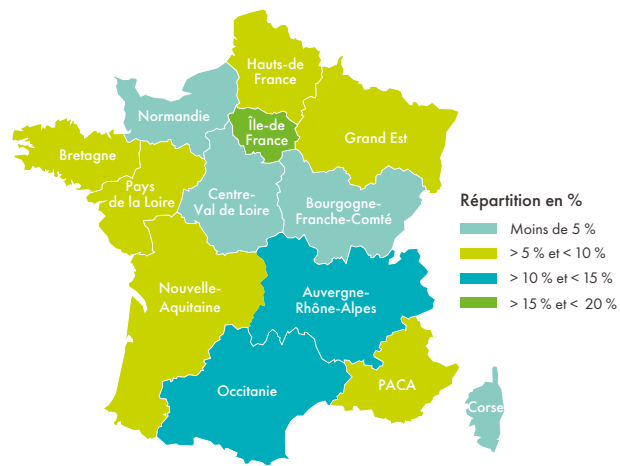 Hauts-de
France
Normandie
Île-de
France
Grand Est
Bretagne
Pays
de la Loire
Centre-
Val de Loire
Bourgogne-
Franche-Comté
Répartition en %
Moins de 5 %
> 5 % et < 10 %
> 10 % et < 15 %
> 15 % et < 20 %
Nouvelle-
Aquitaine
Auvergne-
Rhône-Alpes
Occitanie
PACA
Corse